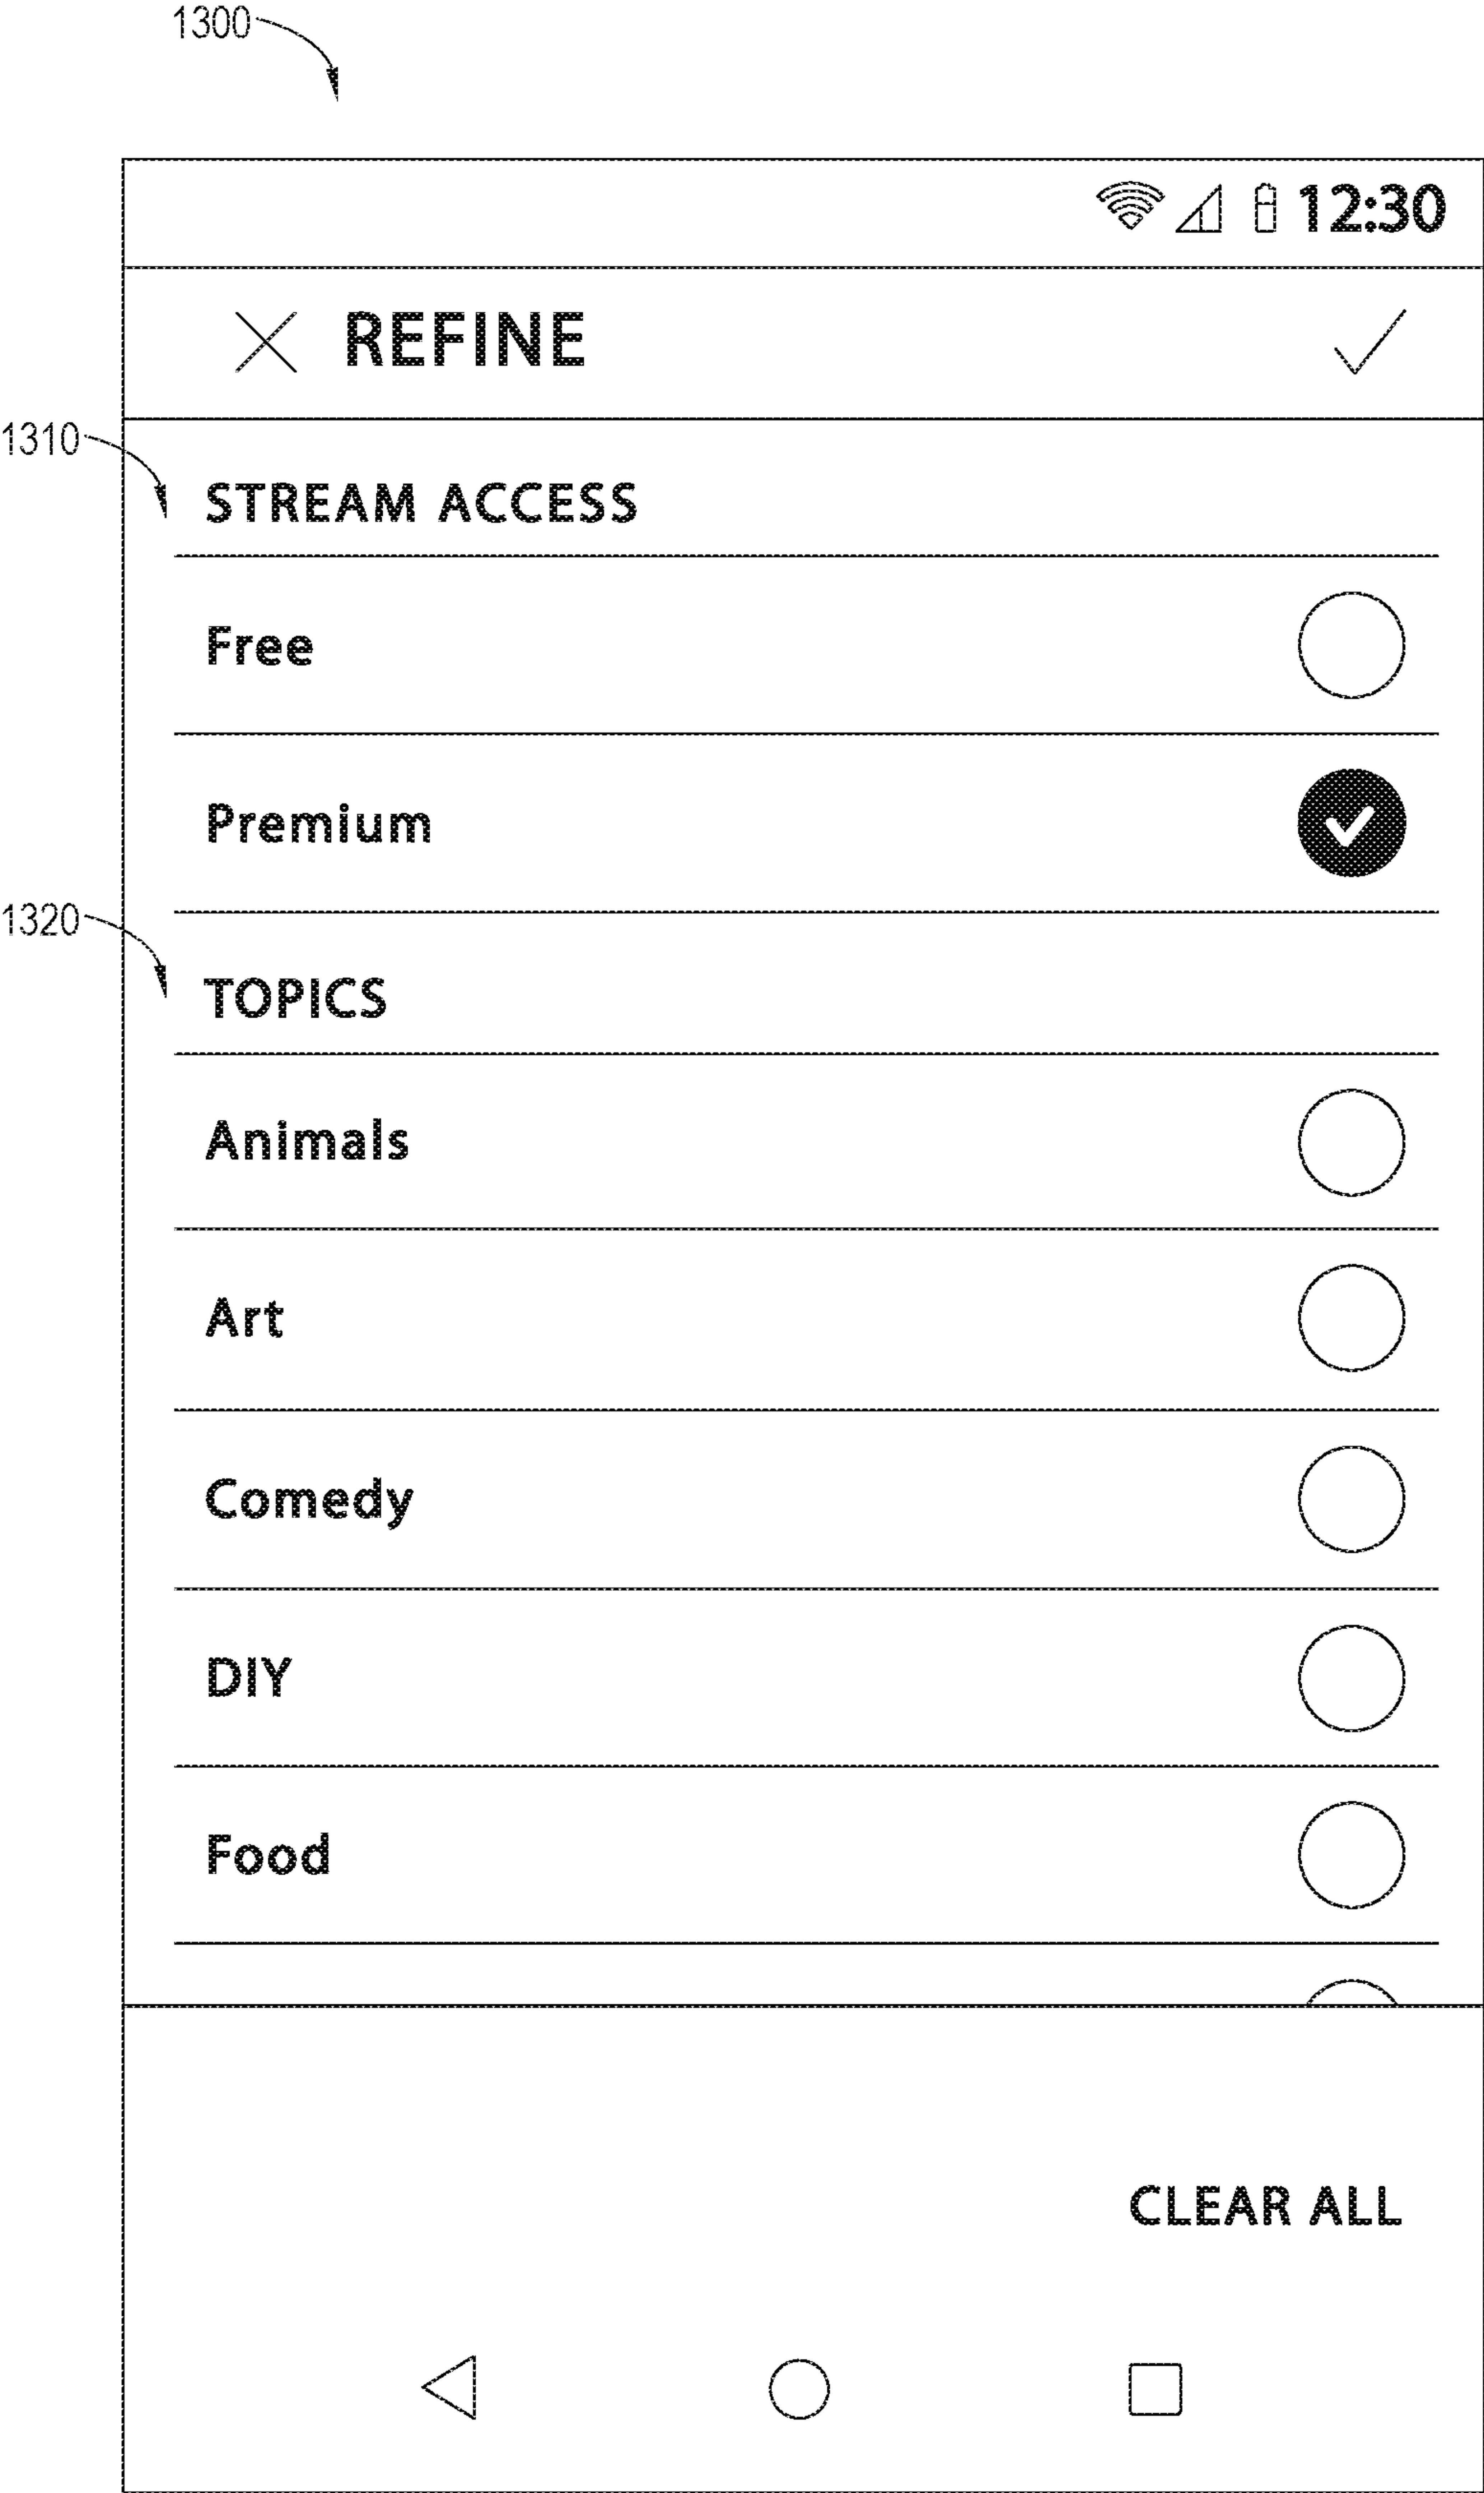 1300
12:30
REFINE
1310
STREAM ACCESS
Free
Premium
1320
TOPICS
Animals
Art
Comedy
DIY
Food
CLEAR ALL